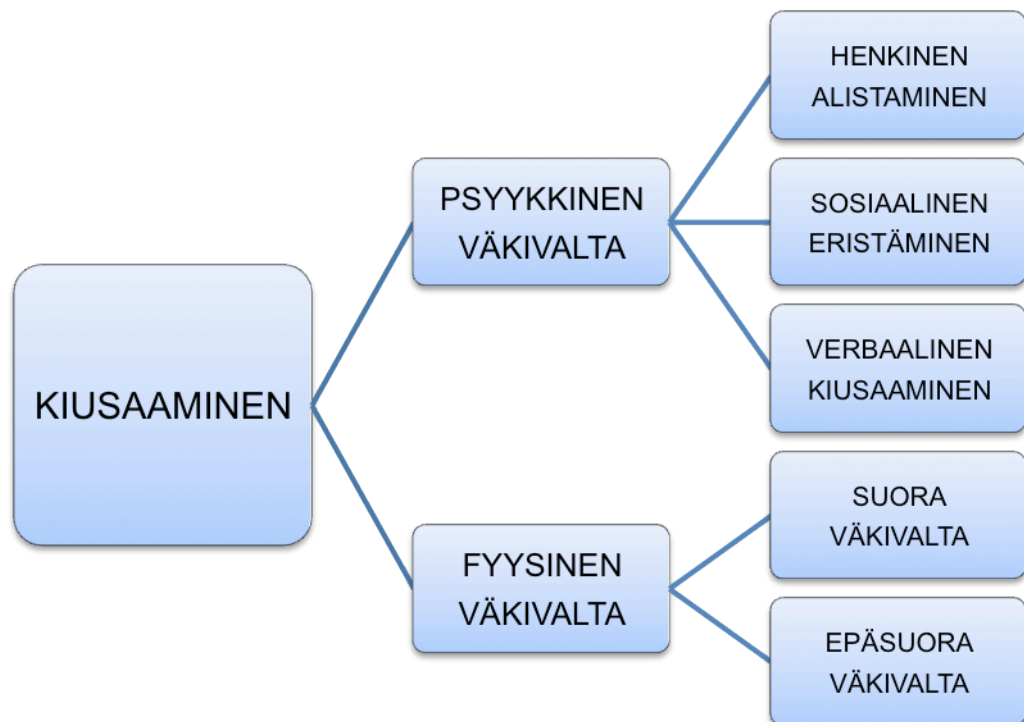 KIUSAAMINEN
PSYYKKINEN
VÄKIVALTA
HENKINEN
ALISTAMINEN
SOSIAALINEN
ERISTÄMINEN
VERBAALINEN
KIUSAAMINEN
FYYSINEN
VÄKIVALTA
SUORA
VÄKIVALTA
EPÄSUORA
VÄKIVALTA